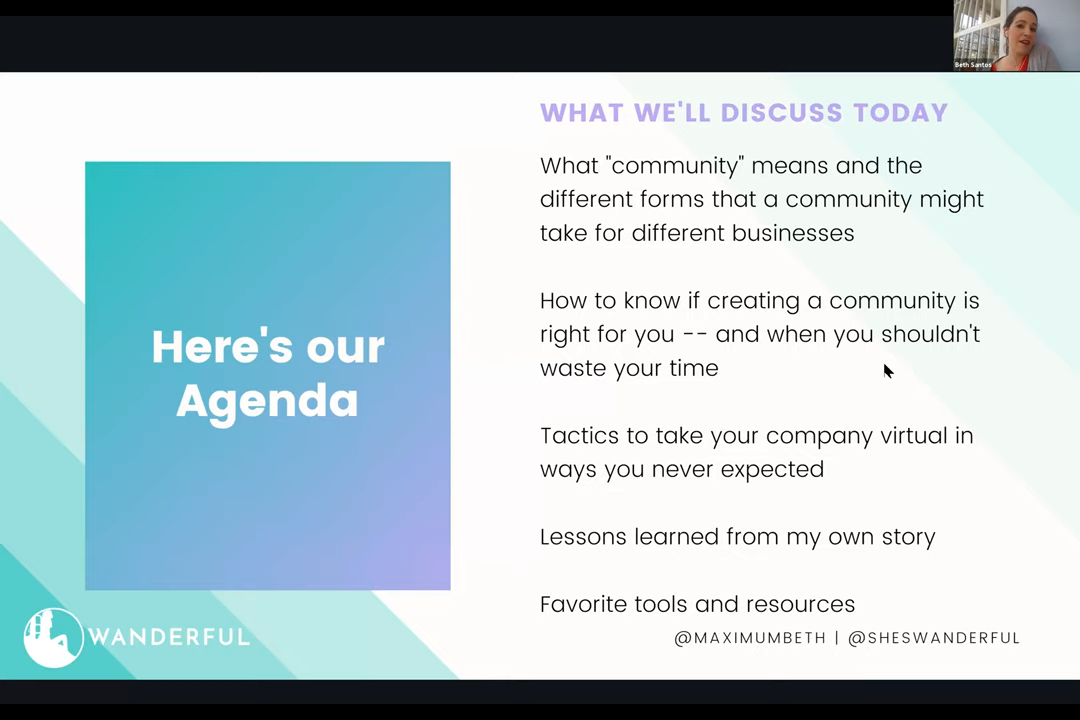 Beth Santos
WHAT WE'LL DISCUSS TODAY
What "community" means and the
different forms that a community might
take for different businesses
How to know if creating a community is
right for you -- and when you shouldn't
waste your time
Tactics to take your company virtual in
ways you never expected
Lessons learned from my own story
Favorite tools and resources
Here's our
Agenda
WANDERFUL
@MAXIMUMBETH | @SHESWANDERFUL